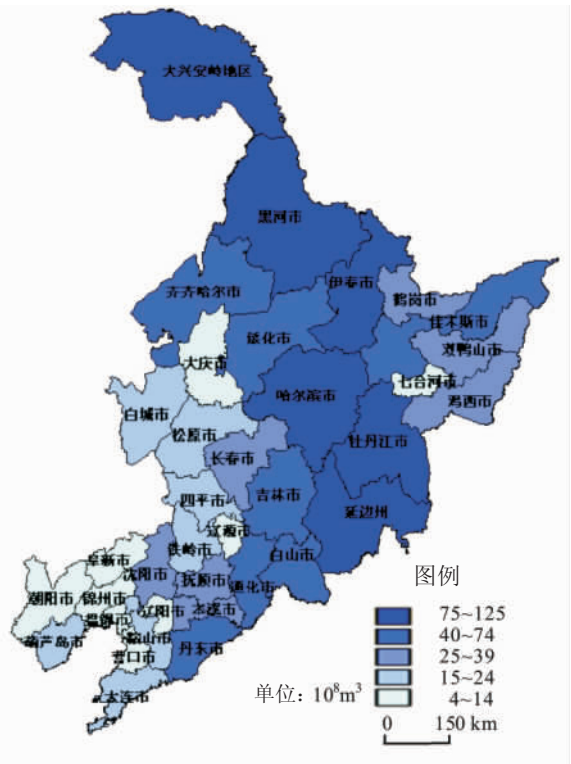 大兴安岭地区
黑河市
伊春市
齐齐哈尔市
鹤岗市
佳木斯市
绥化市
双鸭山市
大庆市
七台河市
哈尔滨市
鸡西市
白城市
松原市
牡丹江市
长春市
四平市
吉林市
延边州
辽源市
铁岭市
白山市
阜新市
沈阳市
抚顺市
通化市
朝阳市
锦州市
辽阳市
本溪市
盘锦市
葫芦岛市
鞍山市
丹东市
营口市
大连市
图例
75~125
40~74
25~39
15~24
4~14
单位：10⁸m³
0 150 km